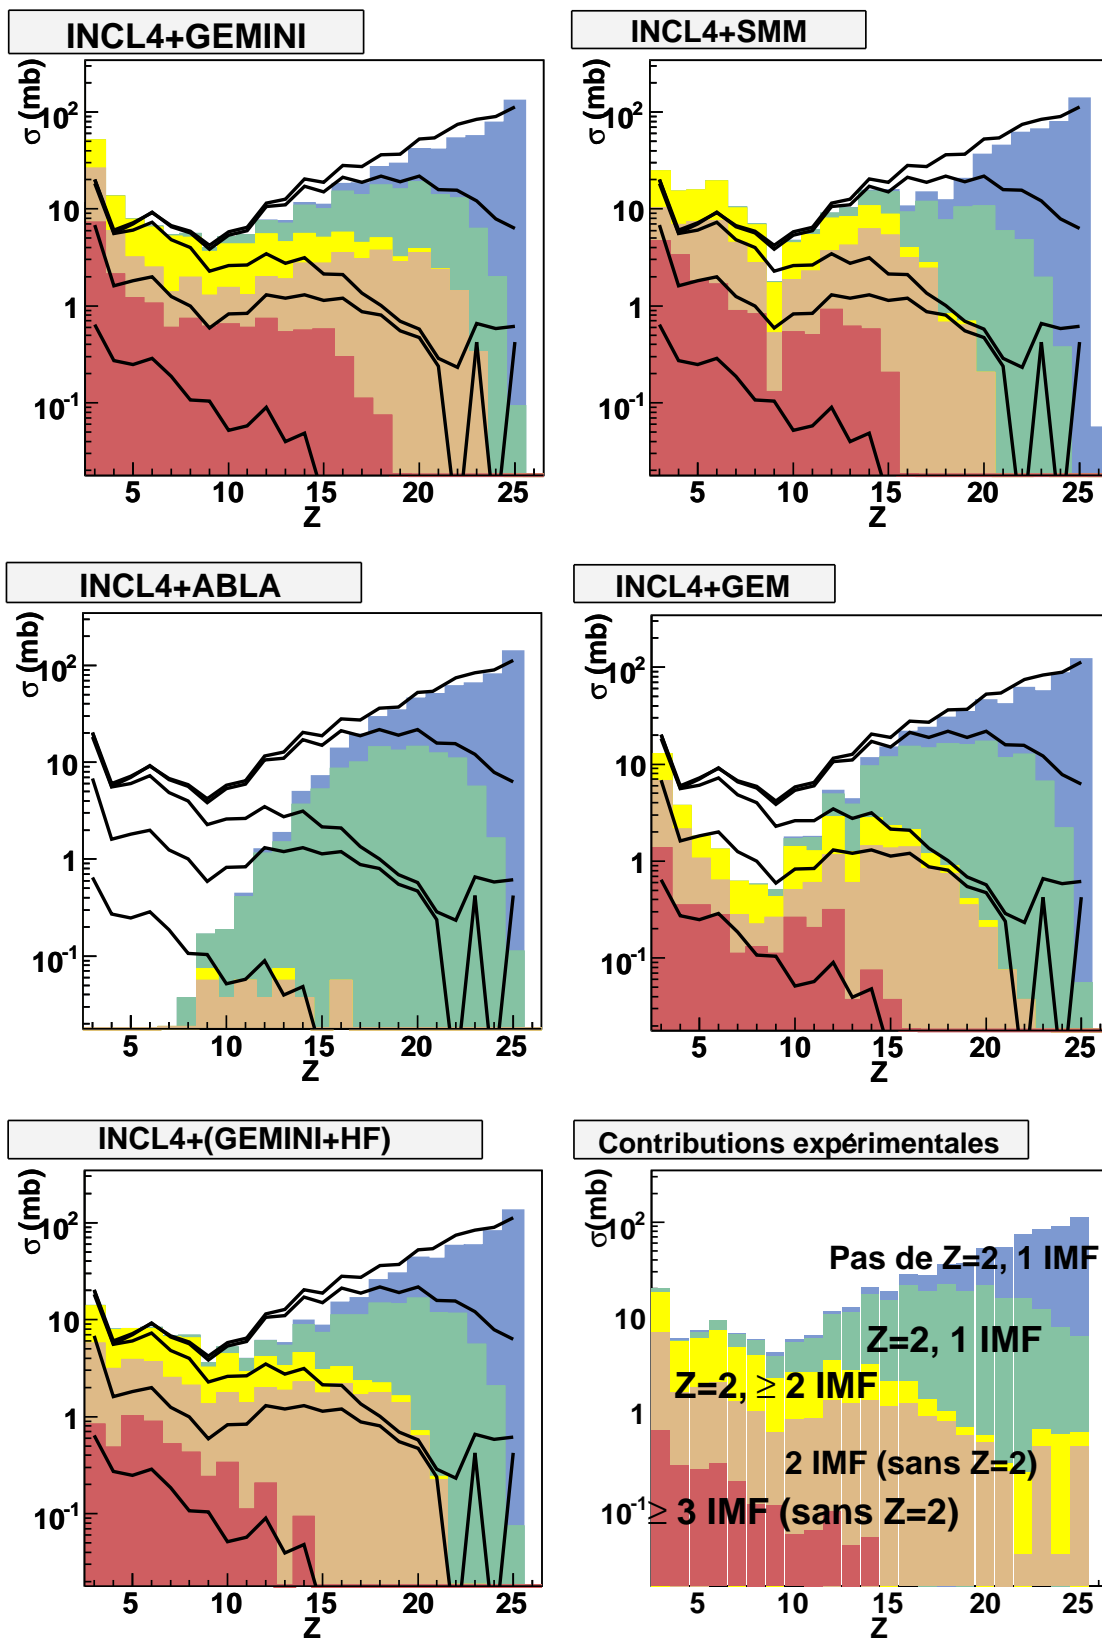 INCL4+GEMINI
INCL4+SMM
σ (mb)
10²
10
1
10⁻¹
5 10 15 20 25
Z
σ (mb)
10²
10
1
10⁻¹
5 10 15 20 25
Z
INCL4+ABLA
INCL4+GEM
σ (mb)
10²
10
1
10⁻¹
5 10 15 20 25
Z
σ (mb)
10²
10
1
10⁻¹
5 10 15 20 25
Z
INCL4+(GEMINI+HF)
Contributions expérimentales
σ (mb)
10²
10
1
10⁻¹
5 10 15 20 25
Z
σ(mb)
10²
10
1
10⁻¹
Pas de Z=2, 1 IMF
Z=2, 1 IMF
Z=2, ≥ 2 IMF
2 IMF (sans Z=2)
≥ 3 IMF (sans Z=2)
5 10 15 20 25
Z